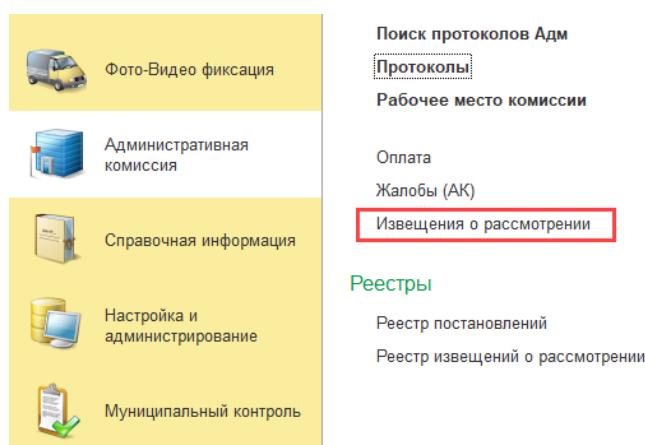 Фото-Видео фиксация
Административная
комиссия
Справочная информация
Настройка и
администрирование
Муниципальный контроль
Поиск протоколов Адм
Протоколы
Рабочее место комиссии
Оплата
Жалобы (АК)
Извещения о рассмотрении
Реестры
Реестр постановлений
Реестр извещений о рассмотрении